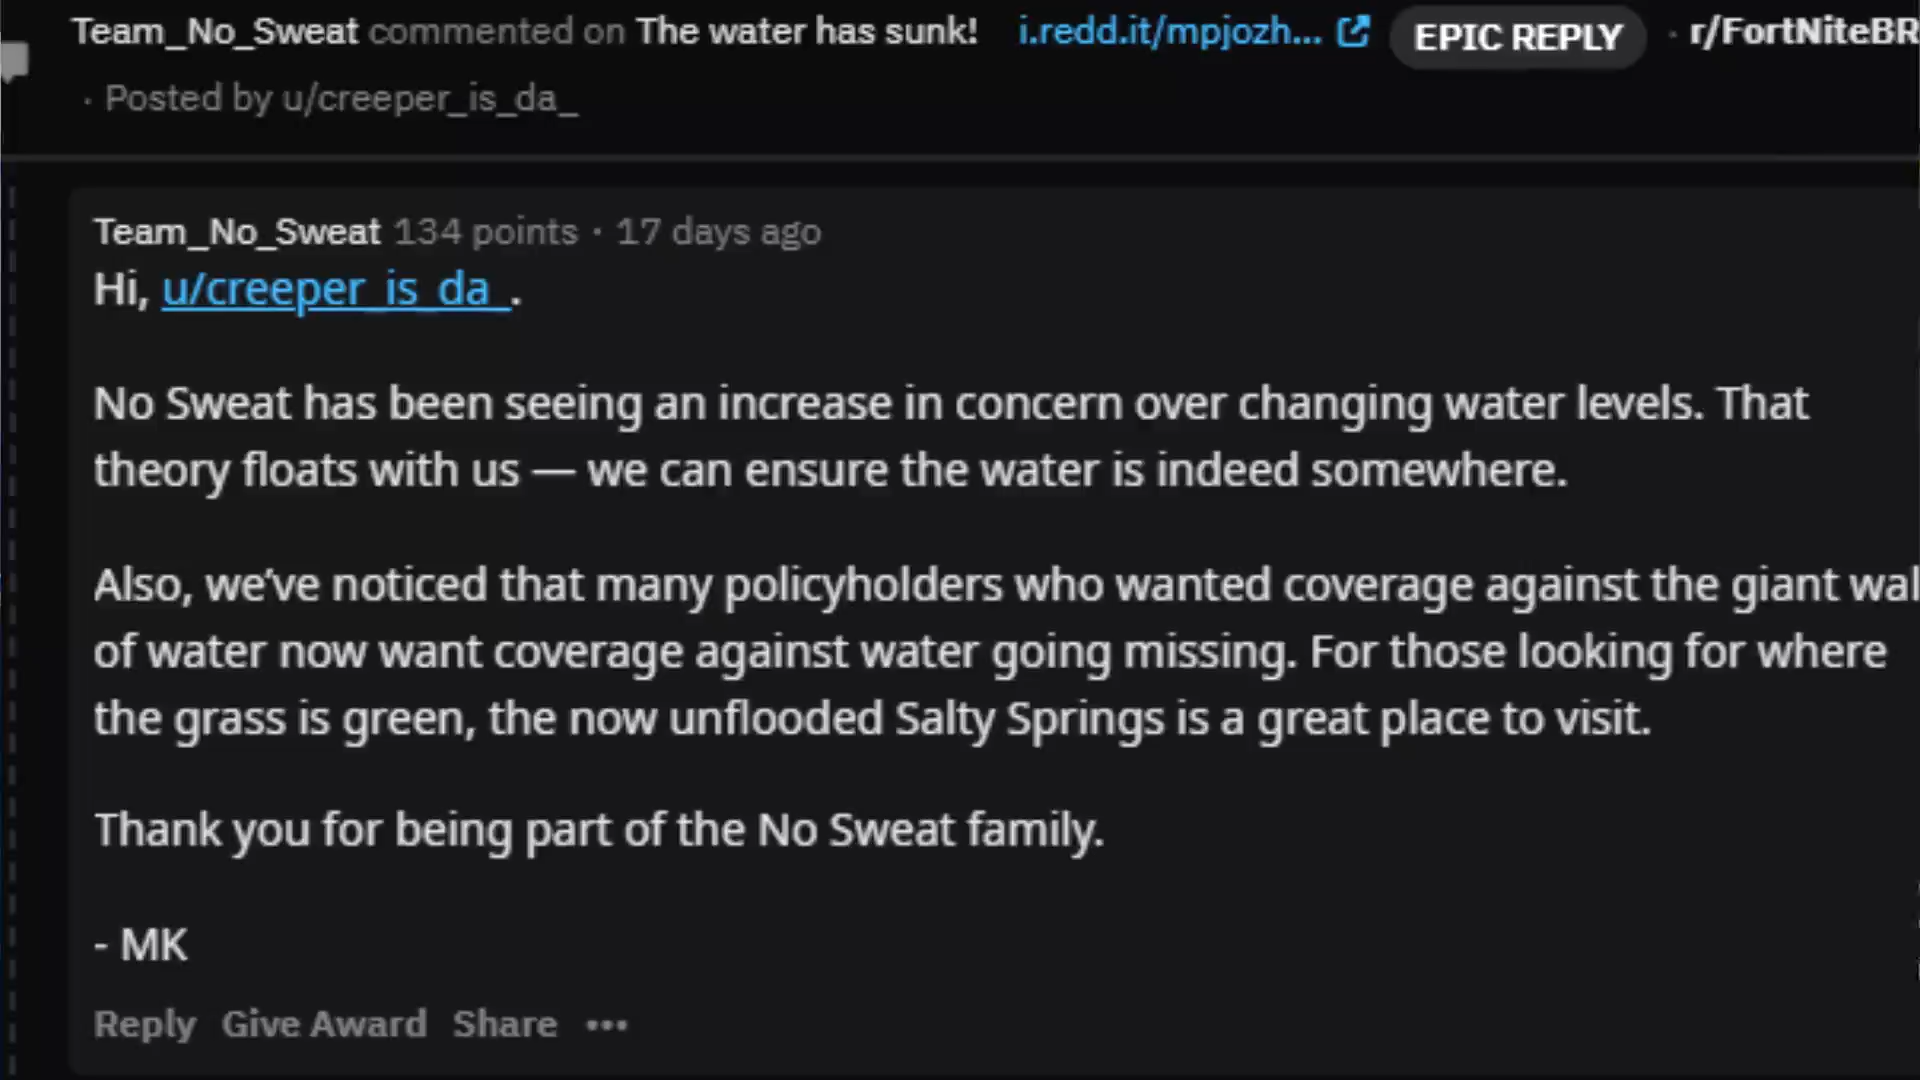 Team_No_Sweat commented on The water has sunk! i.redd.it/mpjozh... EPIC REPLY · r/FortNiteBR
· Posted by u/creeper_is_da_
Team_No_Sweat 134 points · 17 days ago
Hi, u/creeper_is_da_.
No Sweat has been seeing an increase in concern over changing water levels. That
theory floats with us — we can ensure the water is indeed somewhere.
Also, we've noticed that many policyholders who wanted coverage against the giant wal
of water now want coverage against water going missing. For those looking for where
the grass is green, the now unflooded Salty Springs is a great place to visit.
Thank you for being part of the No Sweat family.
- MK
Reply Give Award Share •••